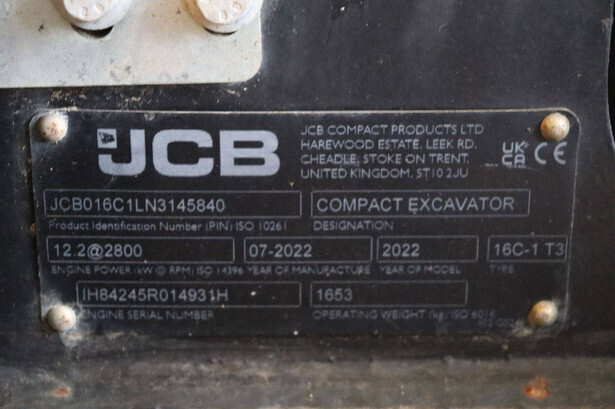 JCB
JCB COMPACT PRODUCTS LTD
HAREWOOD ESTATE, LEEK RD.
CHEADLE, STOKE ON TRENT.
UNITED KINGDOM. ST10 2JU
UK
CA CE
JCB016C1LN3145840 COMPACT EXCAVATOR
Product Identification Number (PIN) ISO 10261 DESIGNATION
12.2@2800 07-2022 2022 16C-1 T3
ENGINE POWER (kW @ RPM) ISO 14396 YEAR OF MANUFACTURE YEAR OF MODEL TYPE
IH84245R014931H 1653
ENGINE SERIAL NUMBER OPERATING WEIGHT (kg) ISO 6016